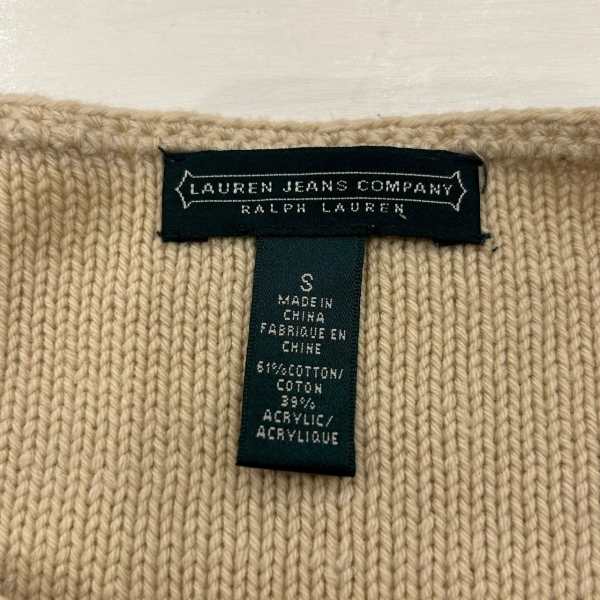 LAUREN JEANS COMPANY
RALPH LAUREN
S
MADE IN
CHINA
FABRIQUE EN
CHINE
61% COTTON/
COTON
39%
ACRYLIC/
ACRYLIQUE